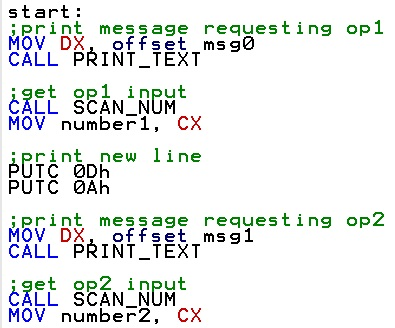 start:
;print message requesting op1
MOV DX, offset msg0
CALL PRINT_TEXT
;get op1 input
CALL SCAN_NUM
MOV number1, CX
;print new line
PUTC 0Dh
PUTC 0Ah
;print message requesting op2
MOV DX, offset msg1
CALL PRINT_TEXT
;get op2 input
CALL SCAN_NUM
MOV number2, CX